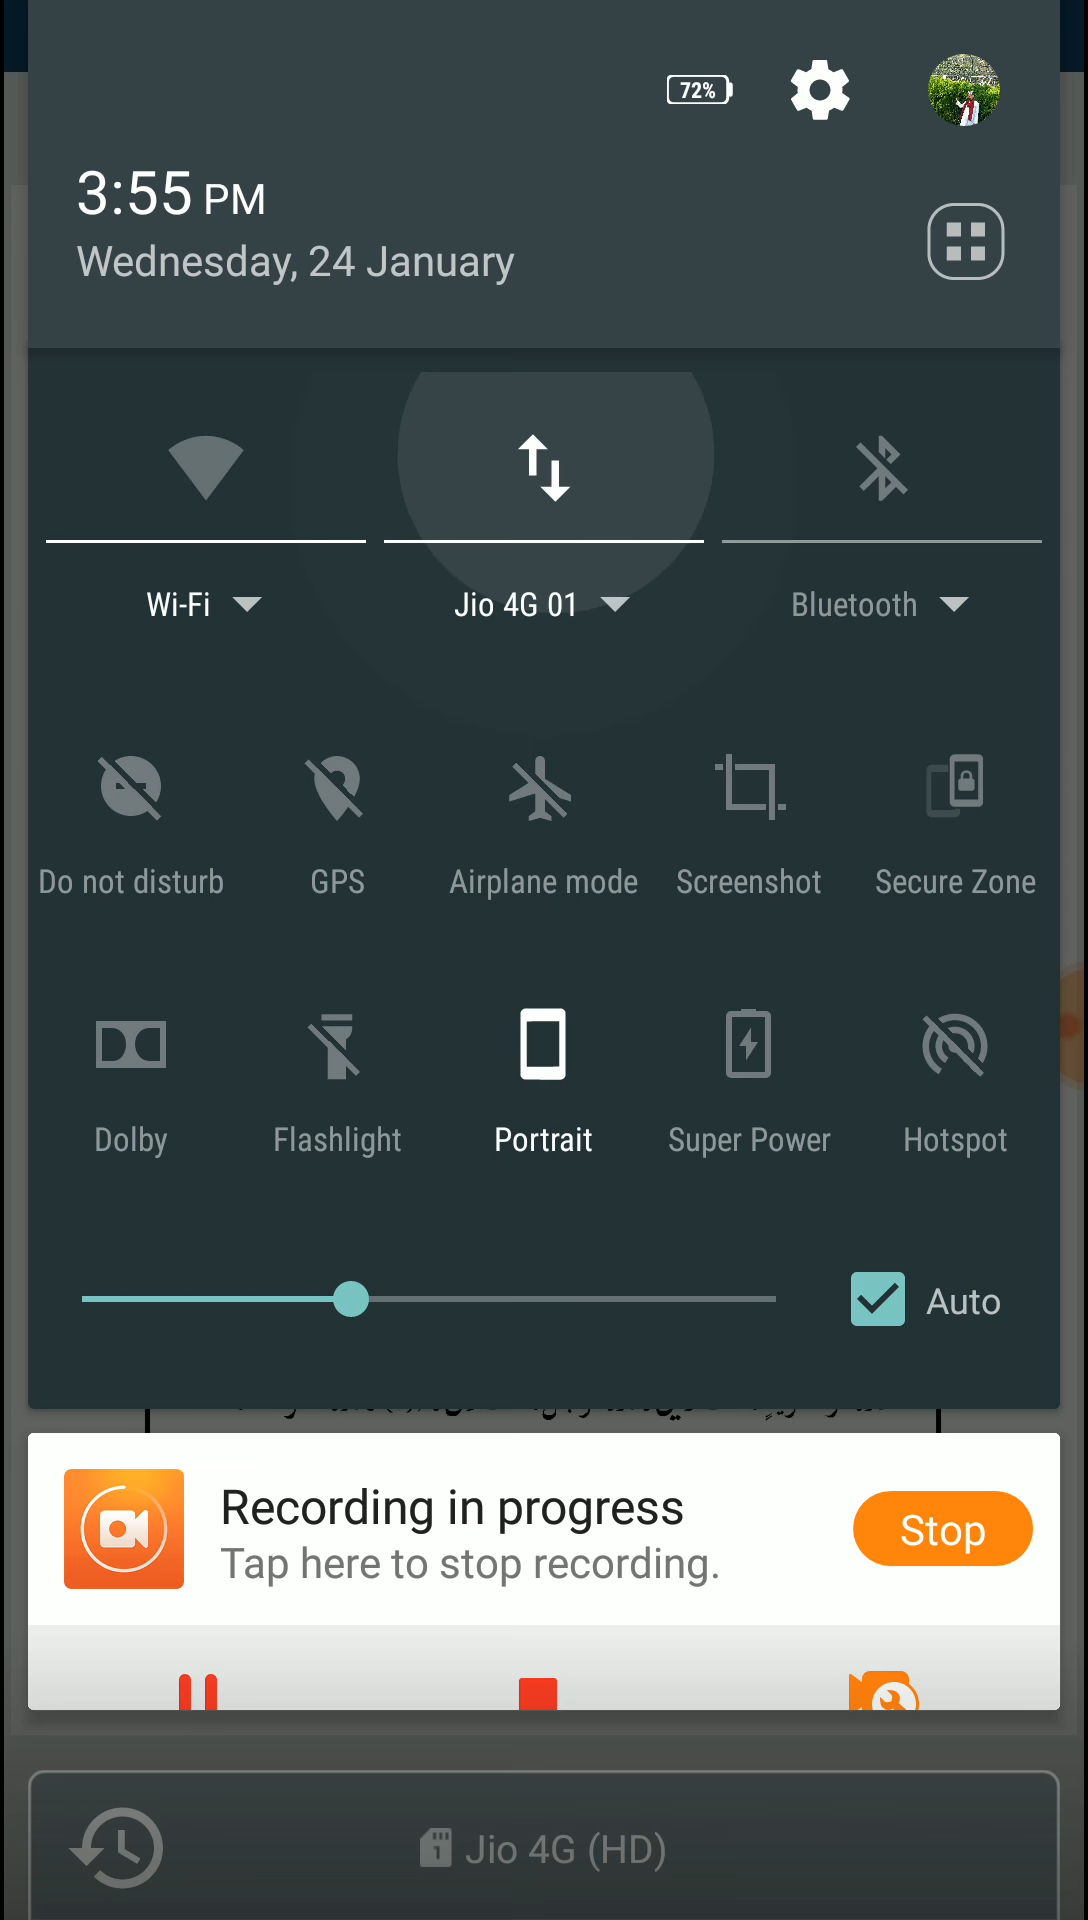 72%
3:55 PM
Wednesday, 24 January
Wi-Fi
Jio 4G 01
Bluetooth
Do not disturb
GPS
Airplane mode
Screenshot
Secure Zone
Dolby
Flashlight
Portrait
Super Power
Hotspot
Auto
Recording in progress
Stop
Tap here to stop recording.
1 Jio 4G (HD)